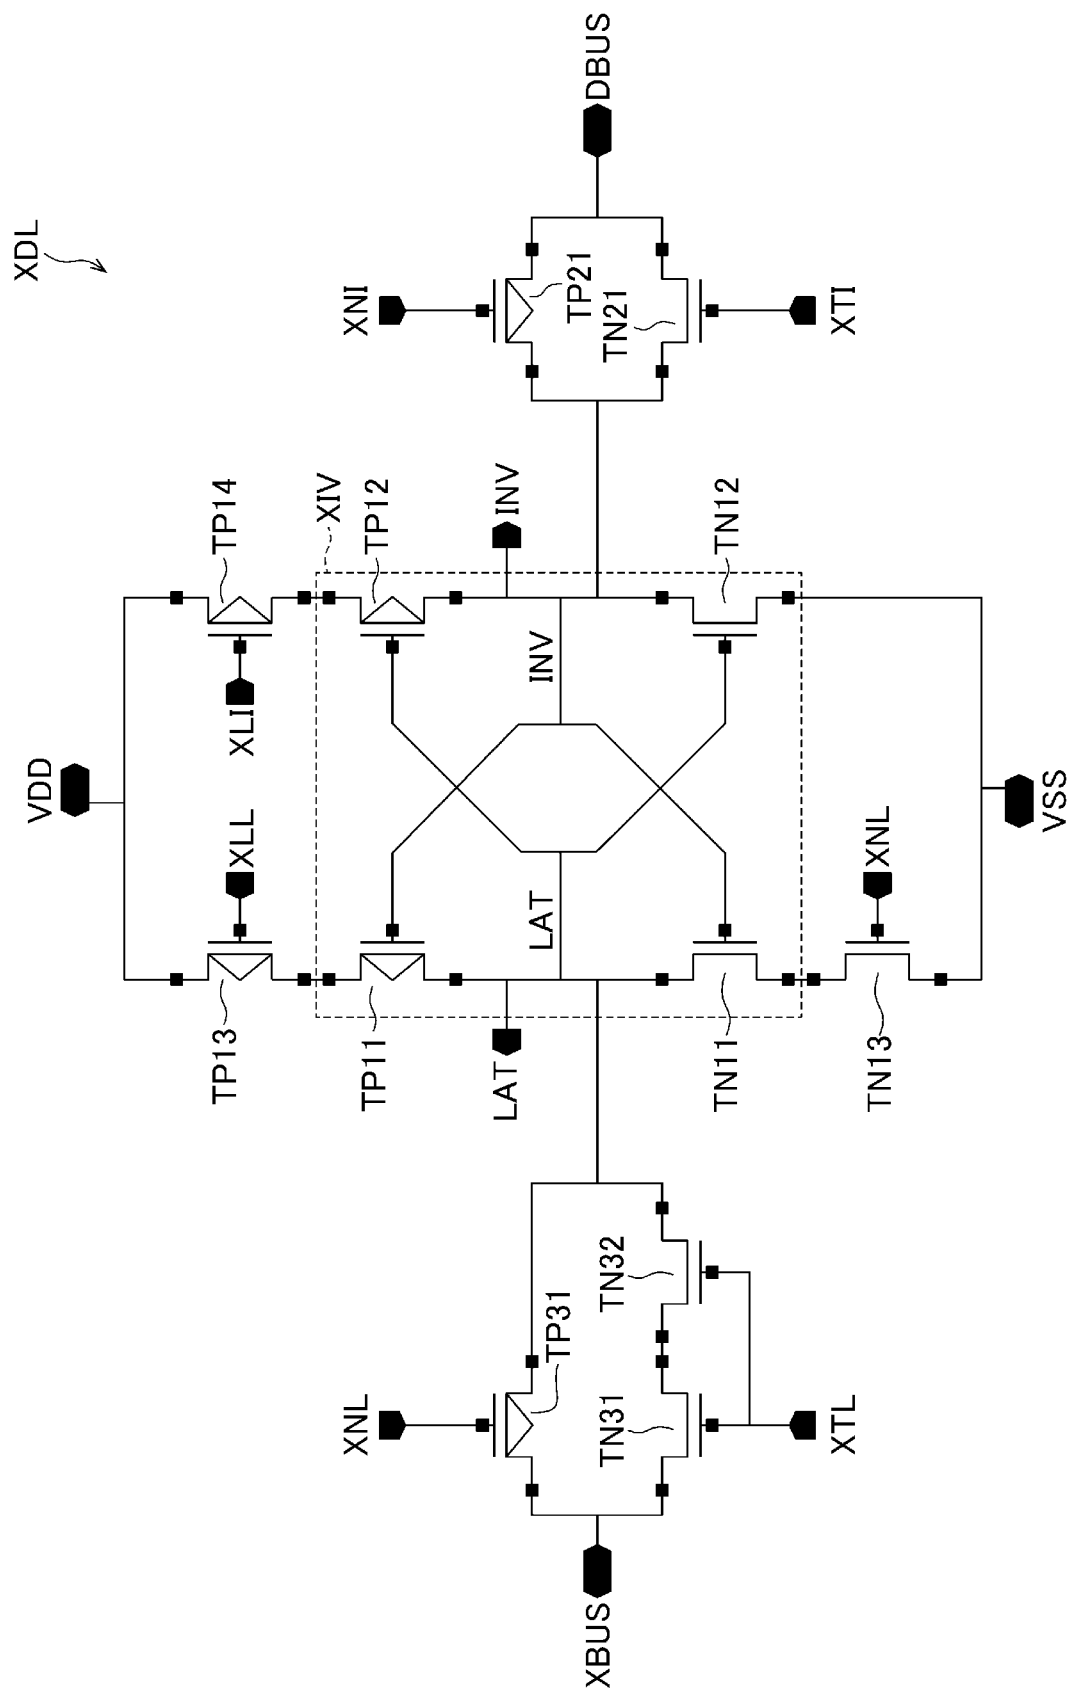 XDL
DBUS
XNI
TP21
TN21
XTI
TP14
XIV
TP12
INV
TN12
XLI
INV
VDD
VSS
XLL
XNL
LAT
TP13
TP11
LAT
TN11
TN13
TN32
TP31
XNL
TN31
XTL
XBUS